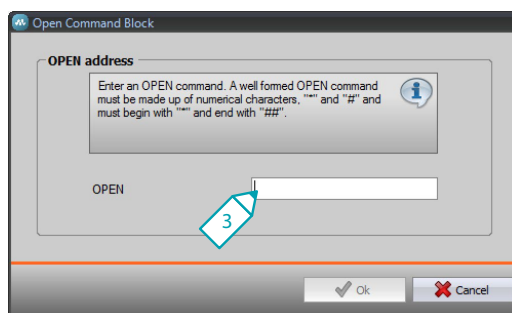 Open Command Block
OPEN address
Enter an OPEN command. A well formed OPEN command
must be made up of numerical characters, "*" and "#" and
must begin with "*" and end with "##".
OPEN
3
Ok
Cancel